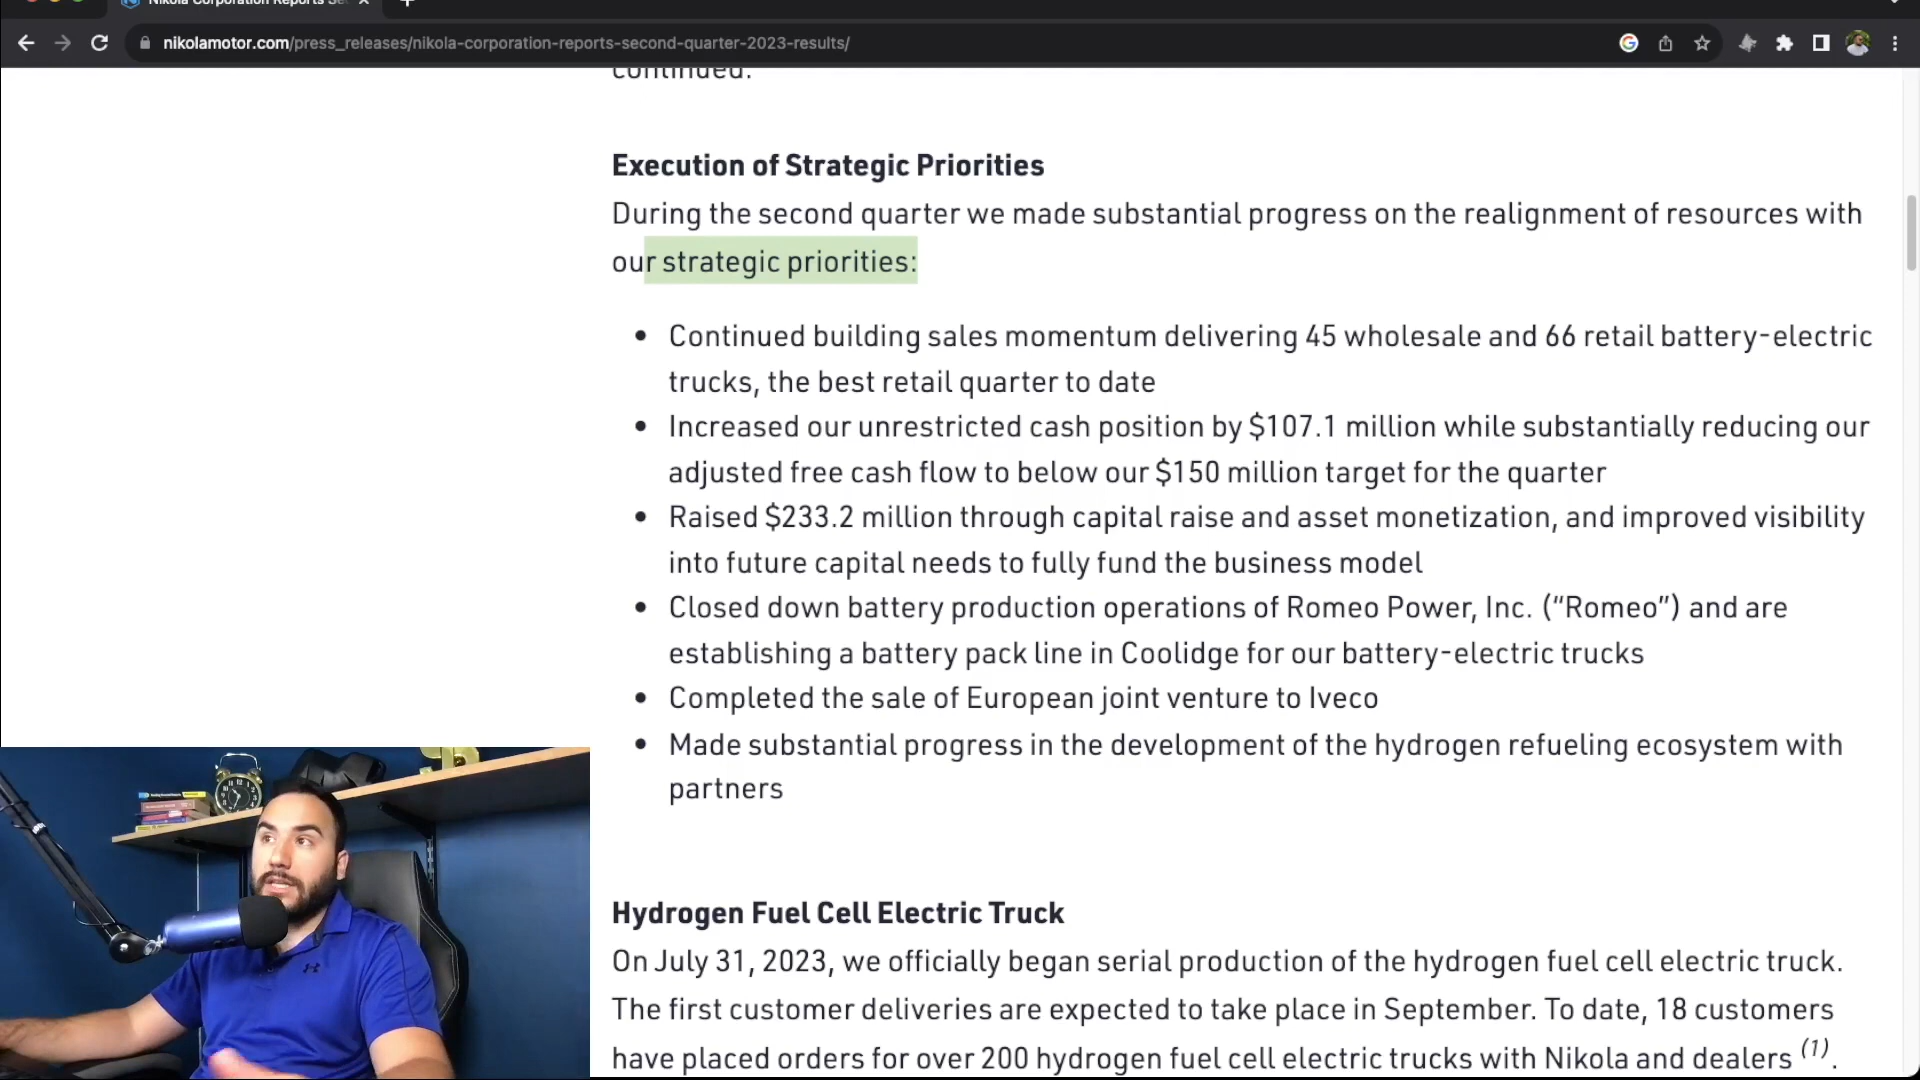 Nikola Corporation Reports Sec
nikolamotor.com/press_releases/nikola-corporation-reports-second-quarter-2023-results/
continued.
Execution of Strategic Priorities
During the second quarter we made substantial progress on the realignment of resources with
our strategic priorities:
• Continued building sales momentum delivering 45 wholesale and 66 retail battery-electric
trucks, the best retail quarter to date
• Increased our unrestricted cash position by $107.1 million while substantially reducing our
adjusted free cash flow to below our $150 million target for the quarter
• Raised $233.2 million through capital raise and asset monetization, and improved visibility
into future capital needs to fully fund the business model
• Closed down battery production operations of Romeo Power, Inc. (“Romeo”) and are
establishing a battery pack line in Coolidge for our battery-electric trucks
• Completed the sale of European joint venture to Iveco
• Made substantial progress in the development of the hydrogen refueling ecosystem with
partners
Hydrogen Fuel Cell Electric Truck
On July 31, 2023, we officially began serial production of the hydrogen fuel cell electric truck.
The first customer deliveries are expected to take place in September. To date, 18 customers
have placed orders for over 200 hydrogen fuel cell electric trucks with Nikola and dealers (1).